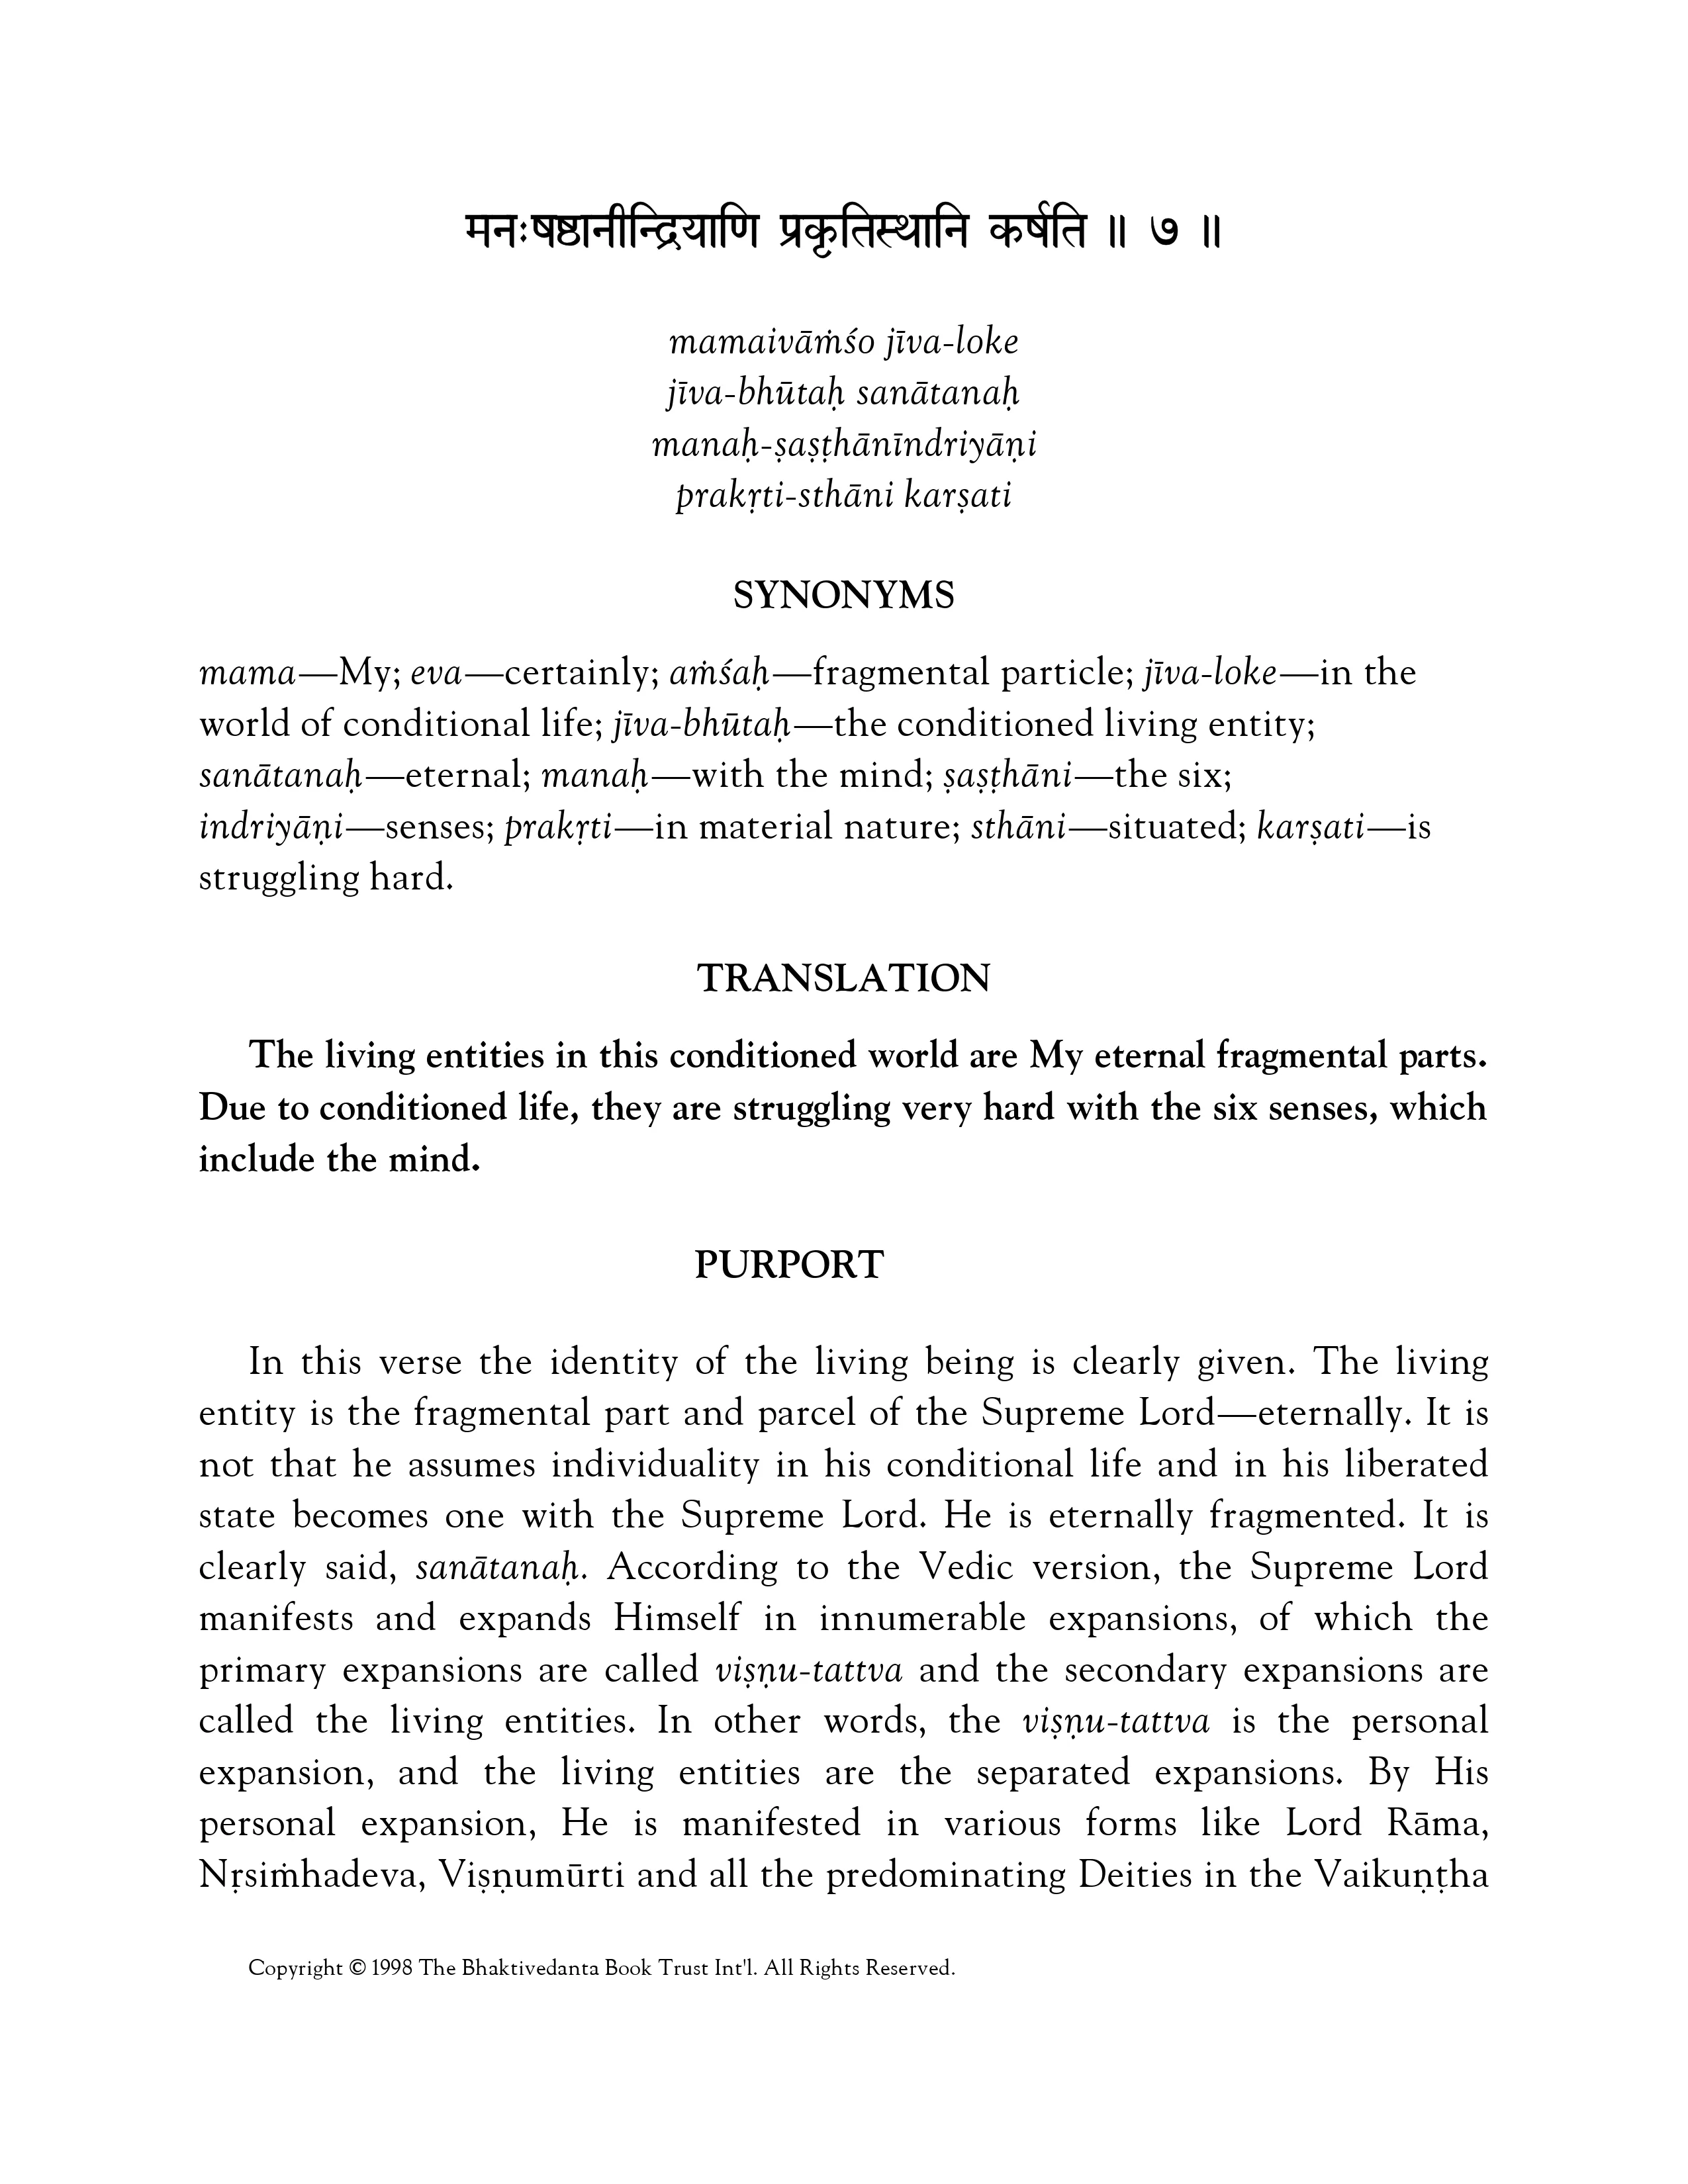 मनःषष्ठानीन्द्रियाणि प्रकृतिस्थानि कर्षति ॥ ७ ॥
mamaivāṁśo jīva-loke
jīva-bhūtaḥ sanātanaḥ
manaḥ-ṣaṣṭhānīndriyāṇi
prakṛti-sthāni karṣati
SYNONYMS
mama—My; eva—certainly; aṁśaḥ—fragmental particle; jīva-loke—in the
world of conditional life; jīva-bhūtaḥ—the conditioned living entity;
sanātanaḥ—eternal; manaḥ—with the mind; ṣaṣṭhāni—the six;
indriyāṇi—senses; prakṛti—in material nature; sthāni—situated; karṣati—is
struggling hard.
TRANSLATION
The living entities in this conditioned world are My eternal fragmental parts.
Due to conditioned life, they are struggling very hard with the six senses, which
include the mind.
PURPORT
In this verse the identity of the living being is clearly given. The living
entity is the fragmental part and parcel of the Supreme Lord—eternally. It is
not that he assumes individuality in his conditional life and in his liberated
state becomes one with the Supreme Lord. He is eternally fragmented. It is
clearly said, sanātanaḥ. According to the Vedic version, the Supreme Lord
manifests and expands Himself in innumerable expansions, of which the
primary expansions are called viṣṇu-tattva and the secondary expansions are
called the living entities. In other words, the viṣṇu-tattva is the personal
expansion, and the living entities are the separated expansions. By His
personal expansion, He is manifested in various forms like Lord Rāma,
Nṛsiṁhadeva, Viṣṇumūrti and all the predominating Deities in the Vaikuṇṭha
Copyright © 1998 The Bhaktivedanta Book Trust Int'l. All Rights Reserved.